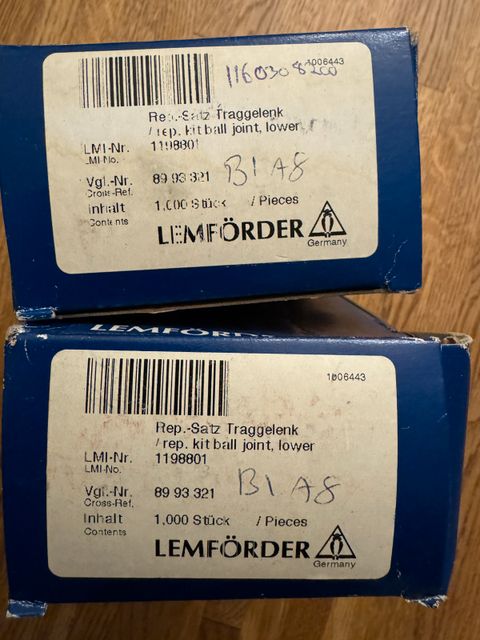 1160308200
1006443
Rep.-Satz Traggelenk
/ rep. kit ball joint, lower
LMI-Nr. 1198801
LMI-No.
Vgl.-Nr. 89 93 321 B1 A8
Cross-Ref.
Inhalt 1,000 Stück / Pieces
Contents
LEMFÖRDER
Germany
LEMFÖRDER
1006443
Rep.-Satz Traggelenk
/ rep. kit ball joint, lower
LMI-Nr. 1198801
LMI-No.
Vgl.-Nr. 89 93 321 B1 A8
Cross-Ref.
Inhalt 1,000 Stück / Pieces
Contents
LEMFÖRDER
Germany